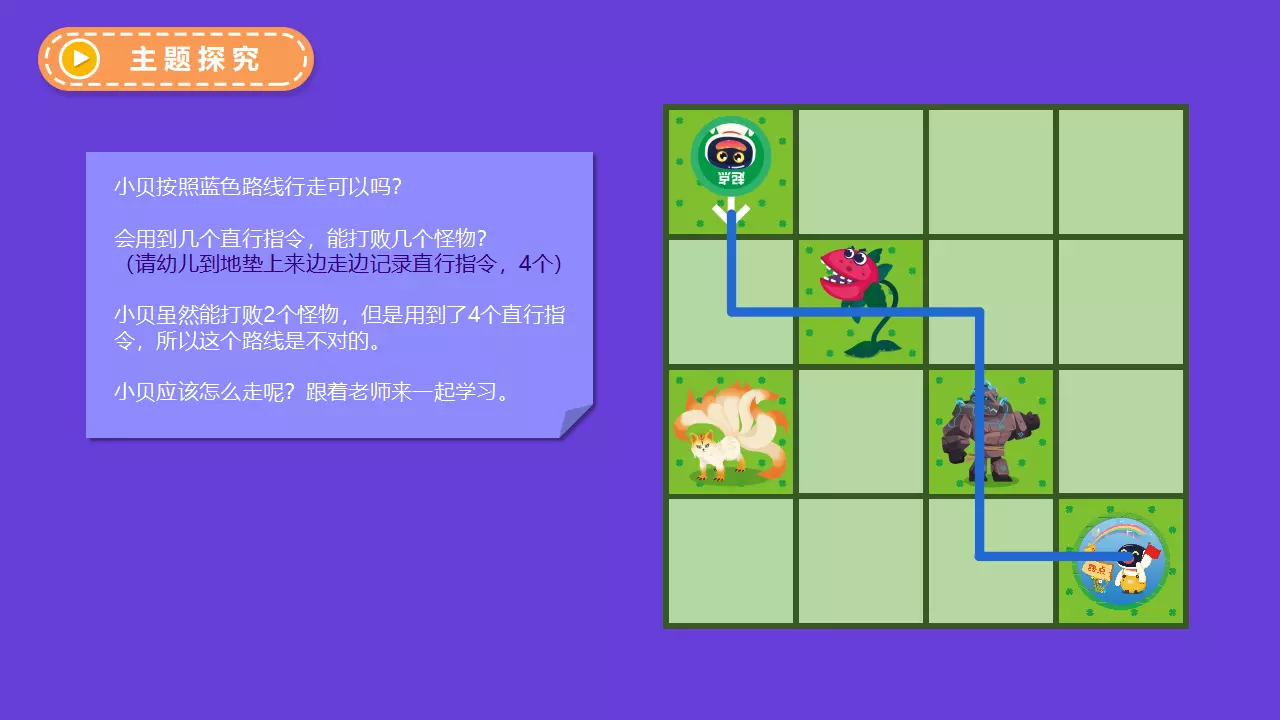 主题探究
小贝按照蓝色路线行走可以吗?
会用到几个直行指令，能打败几个怪物?
（请幼儿到地垫上来边走边记录直行指令，4个）
小贝虽然能打败2个怪物，但是用到了4个直行指
令，所以这个路线是不对的。
小贝应该怎么走呢？跟着老师来一起学习。
起点
终点